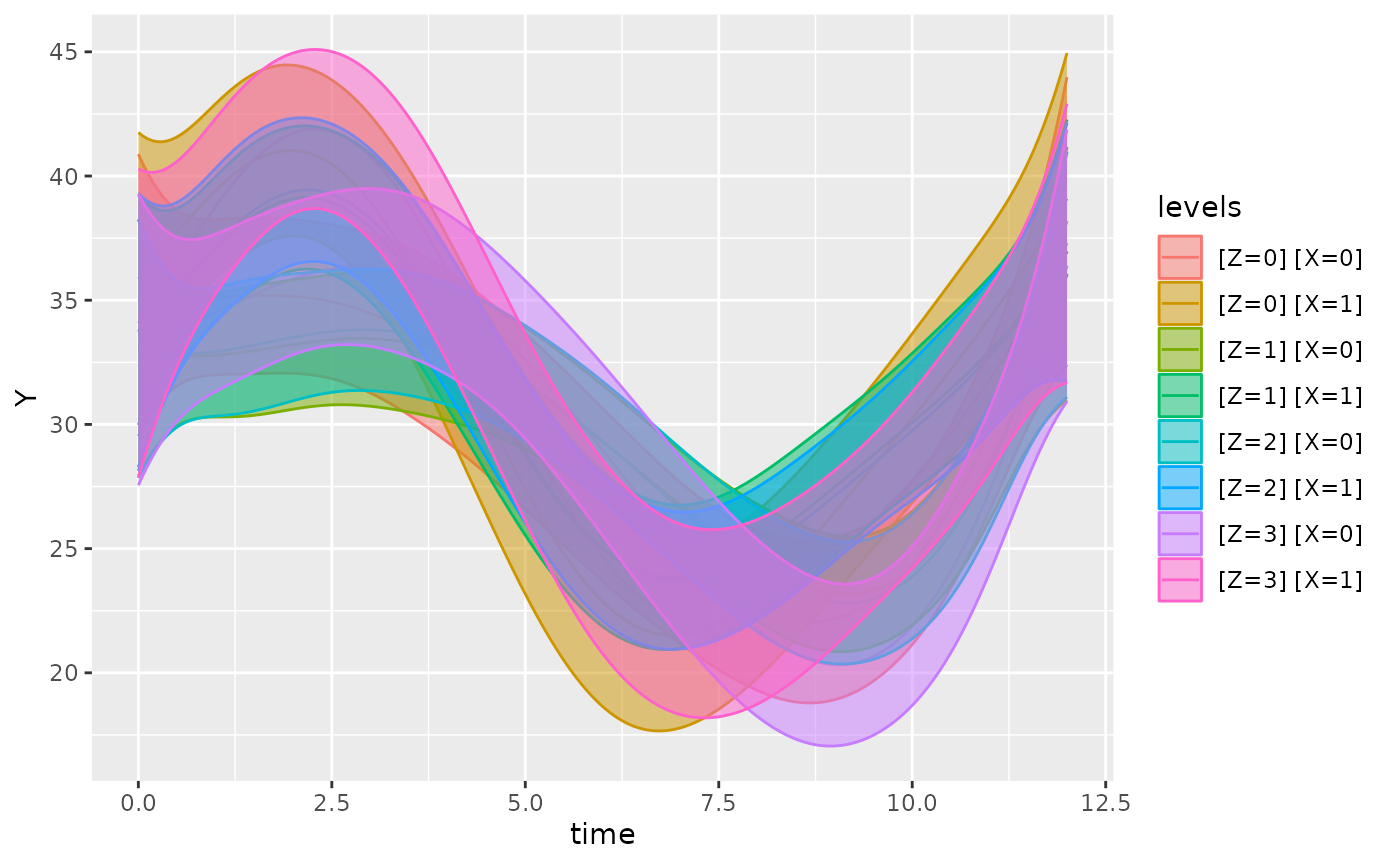 45
40
35
30
25
20
Y
0.0 2.5 5.0 7.5 10.0 12.5
time
levels
[Z=0] [X=0]
[Z=0] [X=1]
[Z=1] [X=0]
[Z=1] [X=1]
[Z=2] [X=0]
[Z=2] [X=1]
[Z=3] [X=0]
[Z=3] [X=1]